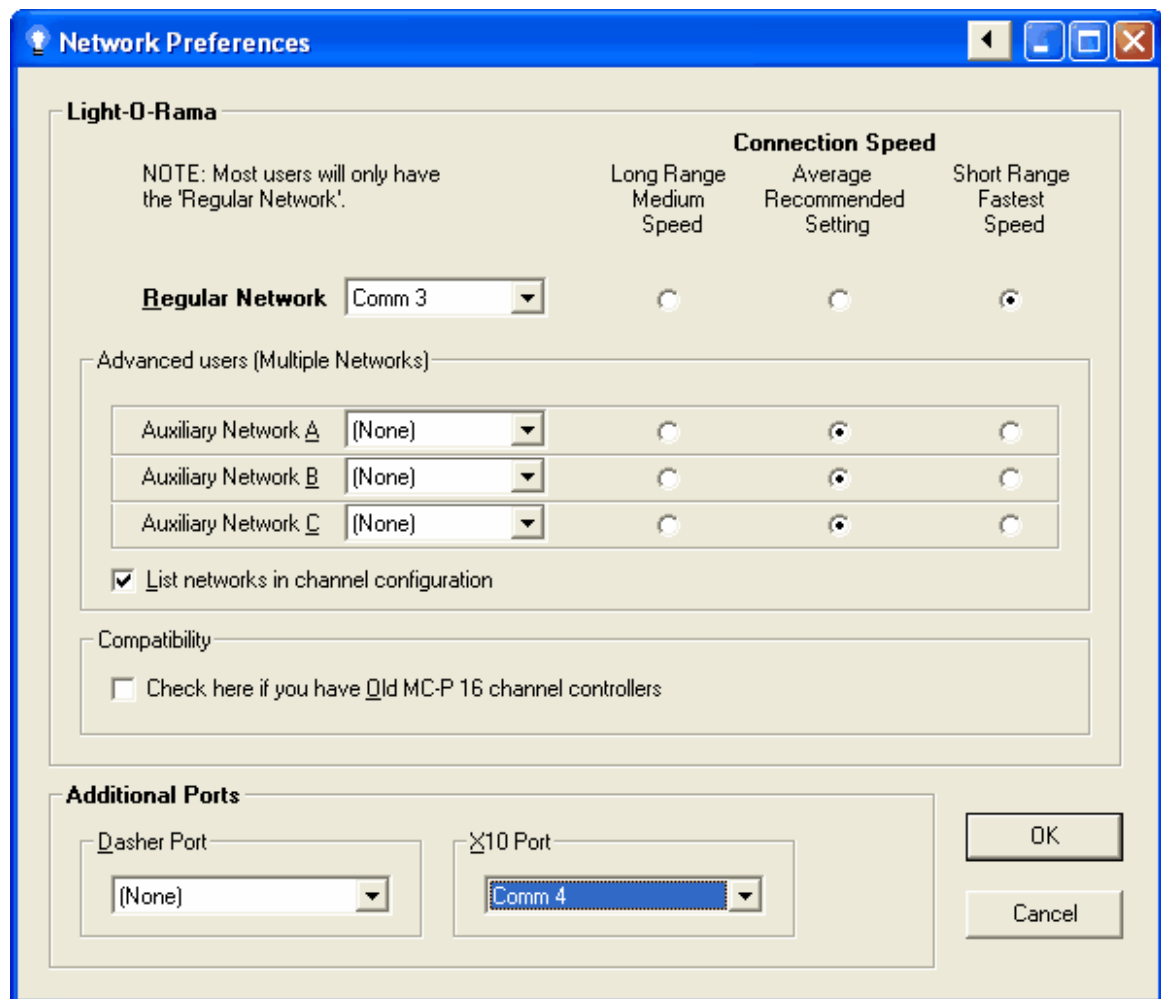 Network Preferences
Light-O-Rama
NOTE: Most users will only have
the 'Regular Network'.
Connection Speed
Long Range
Medium
Speed
Average
Recommended
Setting
Short Range
Fastest
Speed
Regular Network Comm 3
Advanced users (Multiple Networks)
Auxiliary Network A (None)
Auxiliary Network B (None)
Auxiliary Network C (None)
List networks in channel configuration
Compatibility
Check here if you have Old MC-P 16 channel controllers
Additional Ports
Dasher Port
(None)
X10 Port
Comm 4
OK
Cancel